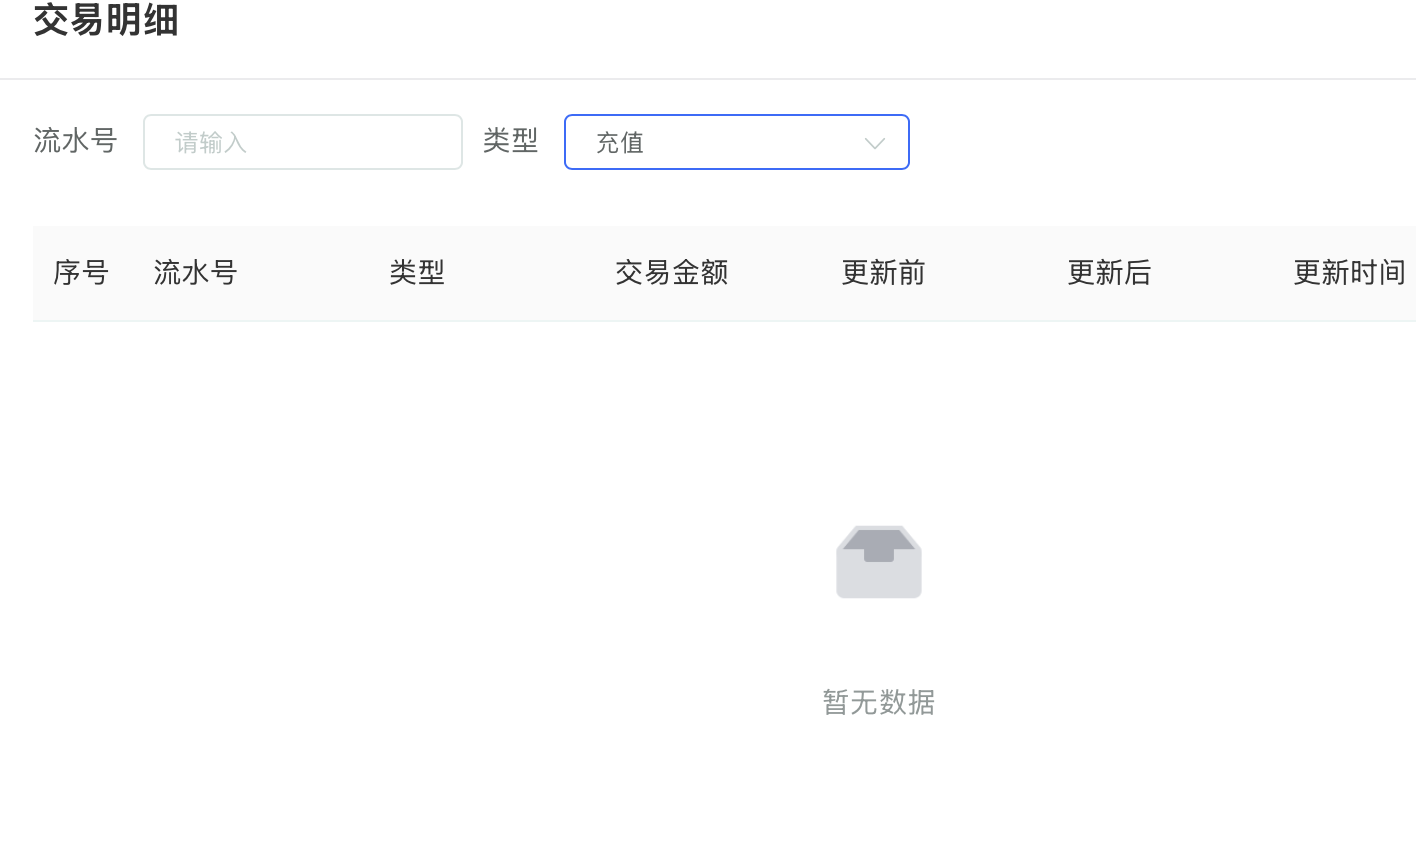 交易明细
流水号 请输入 类型 充值
序号 流水号 类型 交易金额 更新前 更新后 更新时间
暂无数据